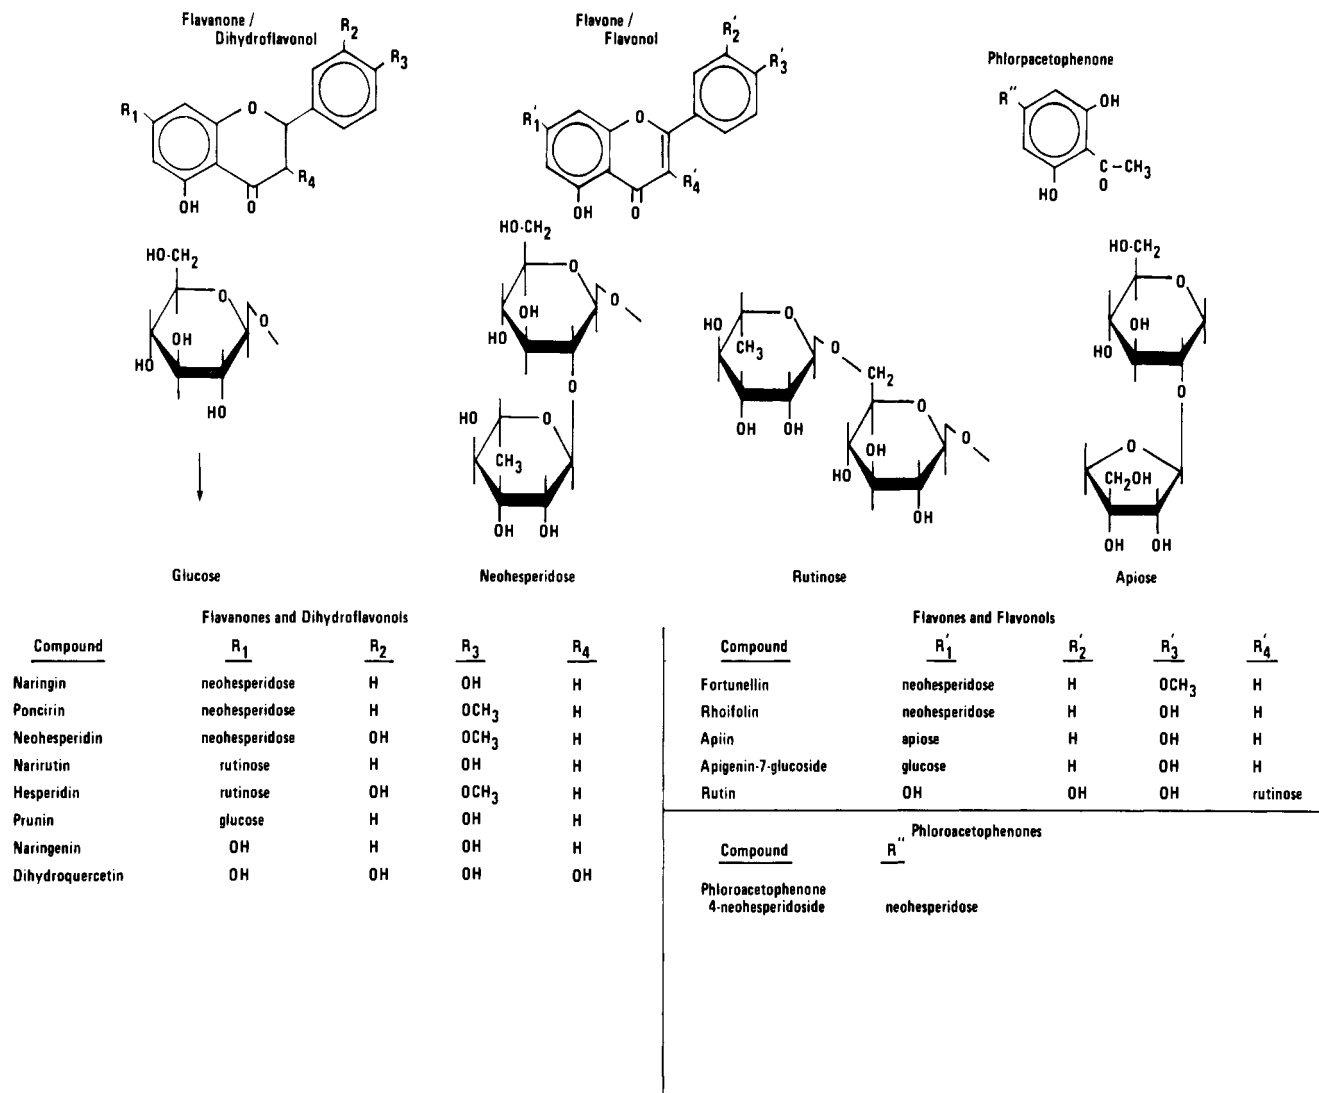 Flavanone /
Dihydroflavonol
R2
R3
R1
O
R4
OH
O
Flavone /
Flavonol
R2'
R3'
R1'
O
R4'
OH
O
Phlorpacetophenone
R''
OH
C-CH3
O
HO
HO·CH2
O
O
OH
HO
HO
Glucose
HO·CH2
O
O
OH
HO
O
HO
O
CH3
OH
OH
Neohesperidose
O
HO
CH3
O
CH2
OH
OH
O
O
OH
HO
OH
Rutinose
HO·CH2
O
OH
HO
O
O
CH2OH
OH
OH
Apiose
Flavanones and Dihydroflavonols
Compound R1 R2 R3 R4
Naringin neohesperidose H OH H
Poncirin neohesperidose H OCH3 H
Neohesperidin neohesperidose OH OCH3 H
Narirutin rutinose H OH H
Hesperidin rutinose OH OCH3 H
Prunin glucose H OH H
Naringenin OH H OH H
Dihydroquercetin OH OH OH OH
Flavones and Flavonols
Compound R1' R2' R3' R4'
Fortunellin neohesperidose H OCH3 H
Rhoifolin neohesperidose H OH H
Apiin apiose H OH H
Apigenin-7-glucoside glucose H OH H
Rutin OH OH OH rutinose
Phloroacetophenones
Compound R''
Phloroacetophenone
4-neohesperidoside neohesperidose